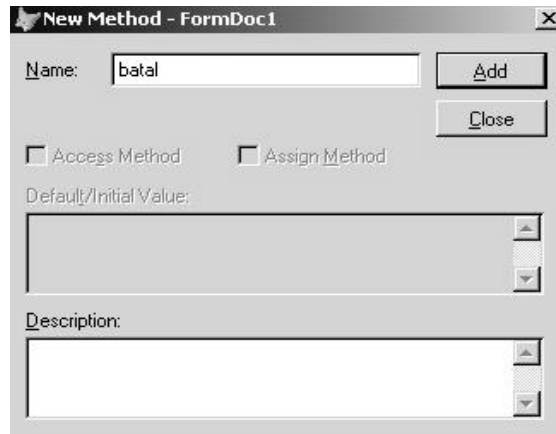 New Method - FormDoc1
Name: batal Add
Close
Access Method Assign Method
Default/Initial Value:
Description: